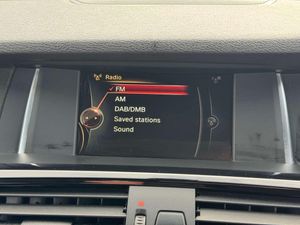 Radio
FM
AM
DAB/DMB
Saved stations
Sound